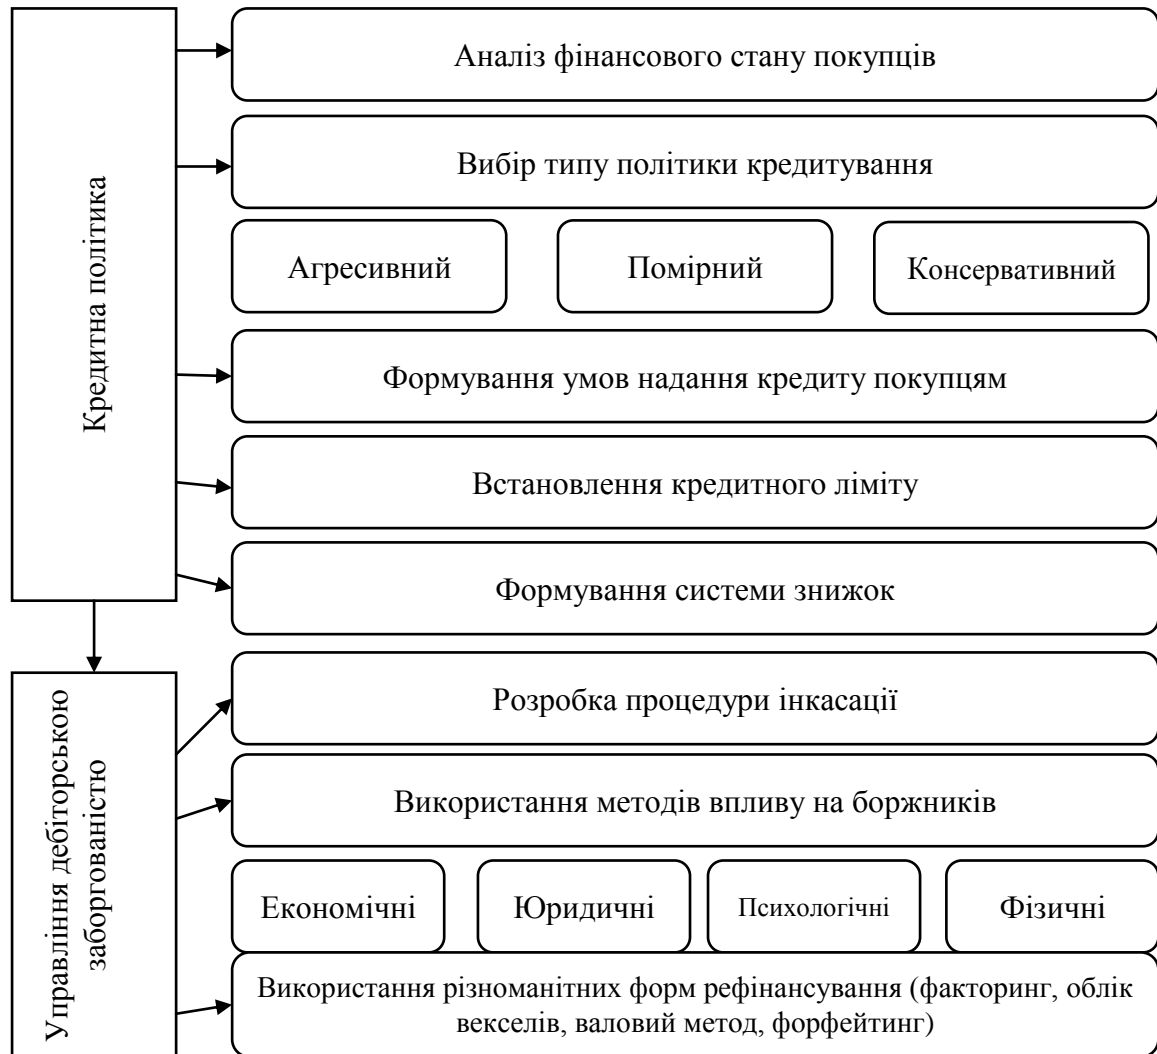 Кредитна політика
Аналіз фінансового стану покупців
Вибір типу політики кредитування
Агресивний
Помірний
Консервативний
Формування умов надання кредиту покупцям
Встановлення кредитного ліміту
Формування системи знижок
Управління дебіторською
заборгованістю
Розробка процедури інкасації
Використання методів впливу на боржників
Економічні
Юридичні
Психологічні
Фізичні
Використання різноманітних форм рефінансування (факторинг, облік
векселів, валовий метод, форфейтинг)